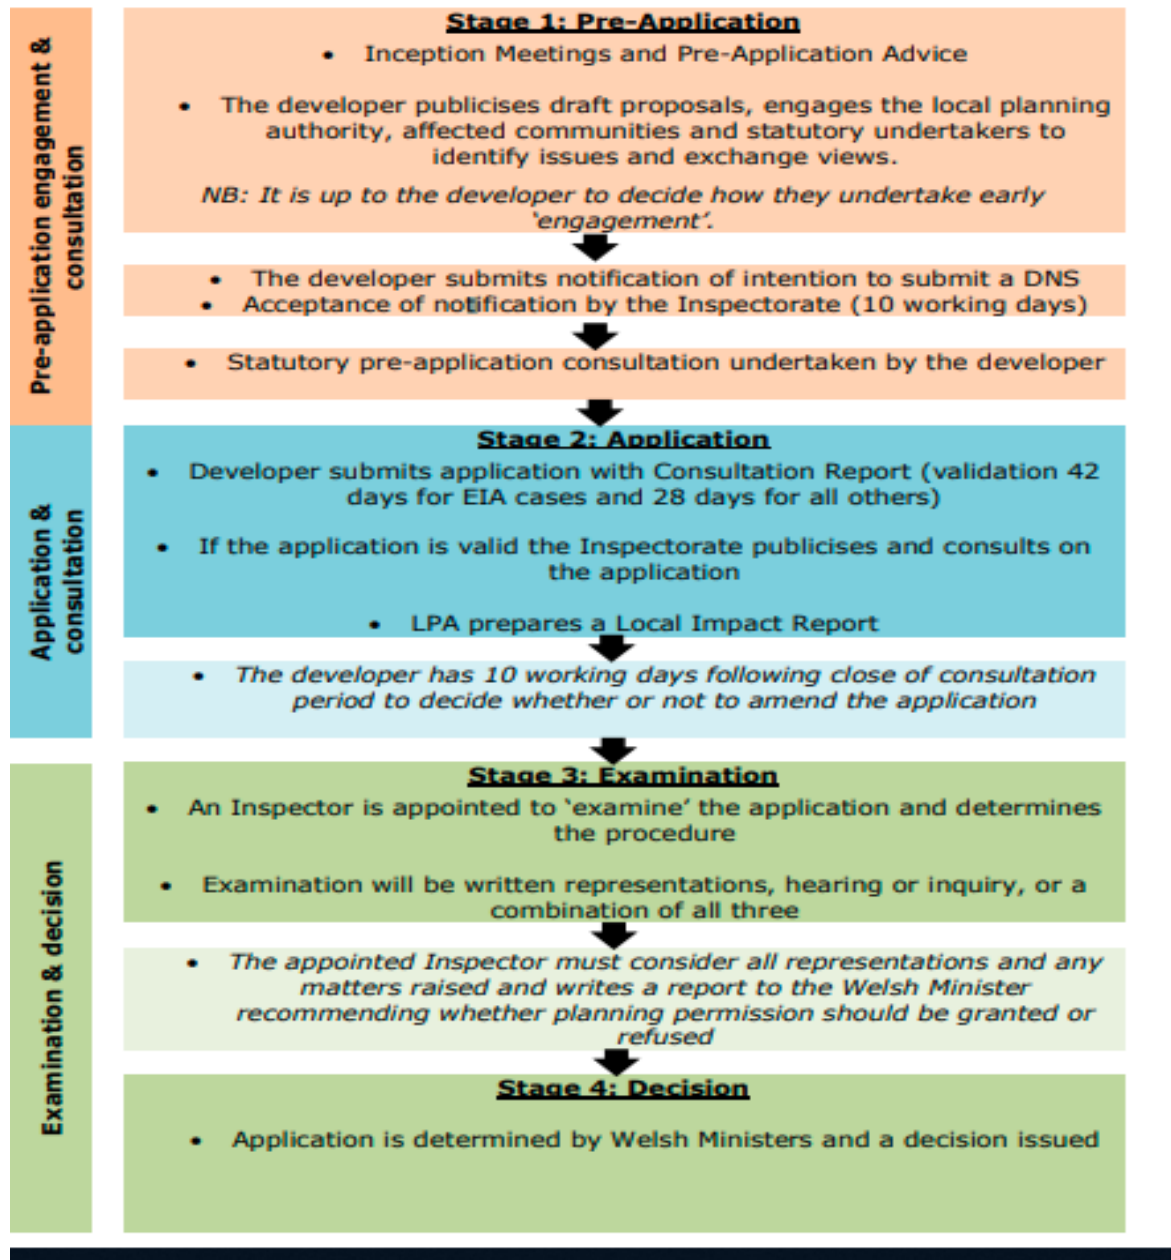 Pre-application engagement &
consultation
Stage 1: Pre-Application
• Inception Meetings and Pre-Application Advice
• The developer publicises draft proposals, engages the local planning
authority, affected communities and statutory undertakers to
identify issues and exchange views.
NB: It is up to the developer to decide how they undertake early
‘engagement’.
• The developer submits notification of intention to submit a DNS
• Acceptance of notification by the Inspectorate (10 working days)
• Statutory pre-application consultation undertaken by the developer
Application &
consultation
Stage 2: Application
• Developer submits application with Consultation Report (validation 42
days for EIA cases and 28 days for all others)
• If the application is valid the Inspectorate publicises and consults on
the application
• LPA prepares a Local Impact Report
• The developer has 10 working days following close of consultation
period to decide whether or not to amend the application
Examination & decision
Stage 3: Examination
• An Inspector is appointed to ‘examine’ the application and determines
the procedure
• Examination will be written representations, hearing or inquiry, or a
combination of all three
• The appointed Inspector must consider all representations and any
matters raised and writes a report to the Welsh Minister
recommending whether planning permission should be granted or
refused
Stage 4: Decision
• Application is determined by Welsh Ministers and a decision issued